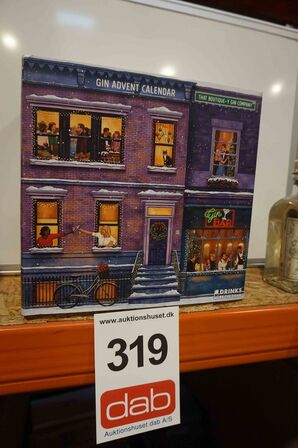 GIN ADVENT CALENDAR
THAT BOUTIQUE-Y GIN COMPANY
Gin
BAR
DRINKS
www.auktionshuset.dk
319
dab
Auktionshuset dab A/S